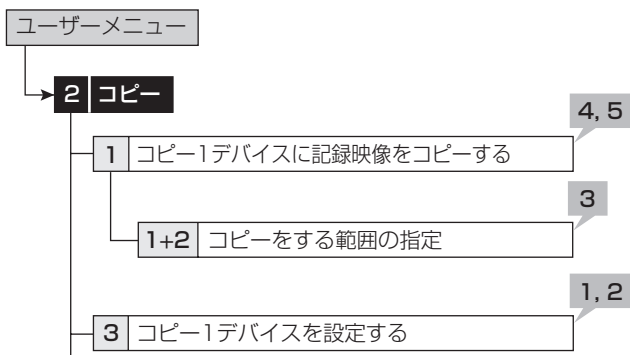 ユーザーメニュー
2 コピー
4, 5
1 コピー1デバイスに記録映像をコピーする
3
1+2 コピーをする範囲の指定
1, 2
3 コピー1デバイスを設定する